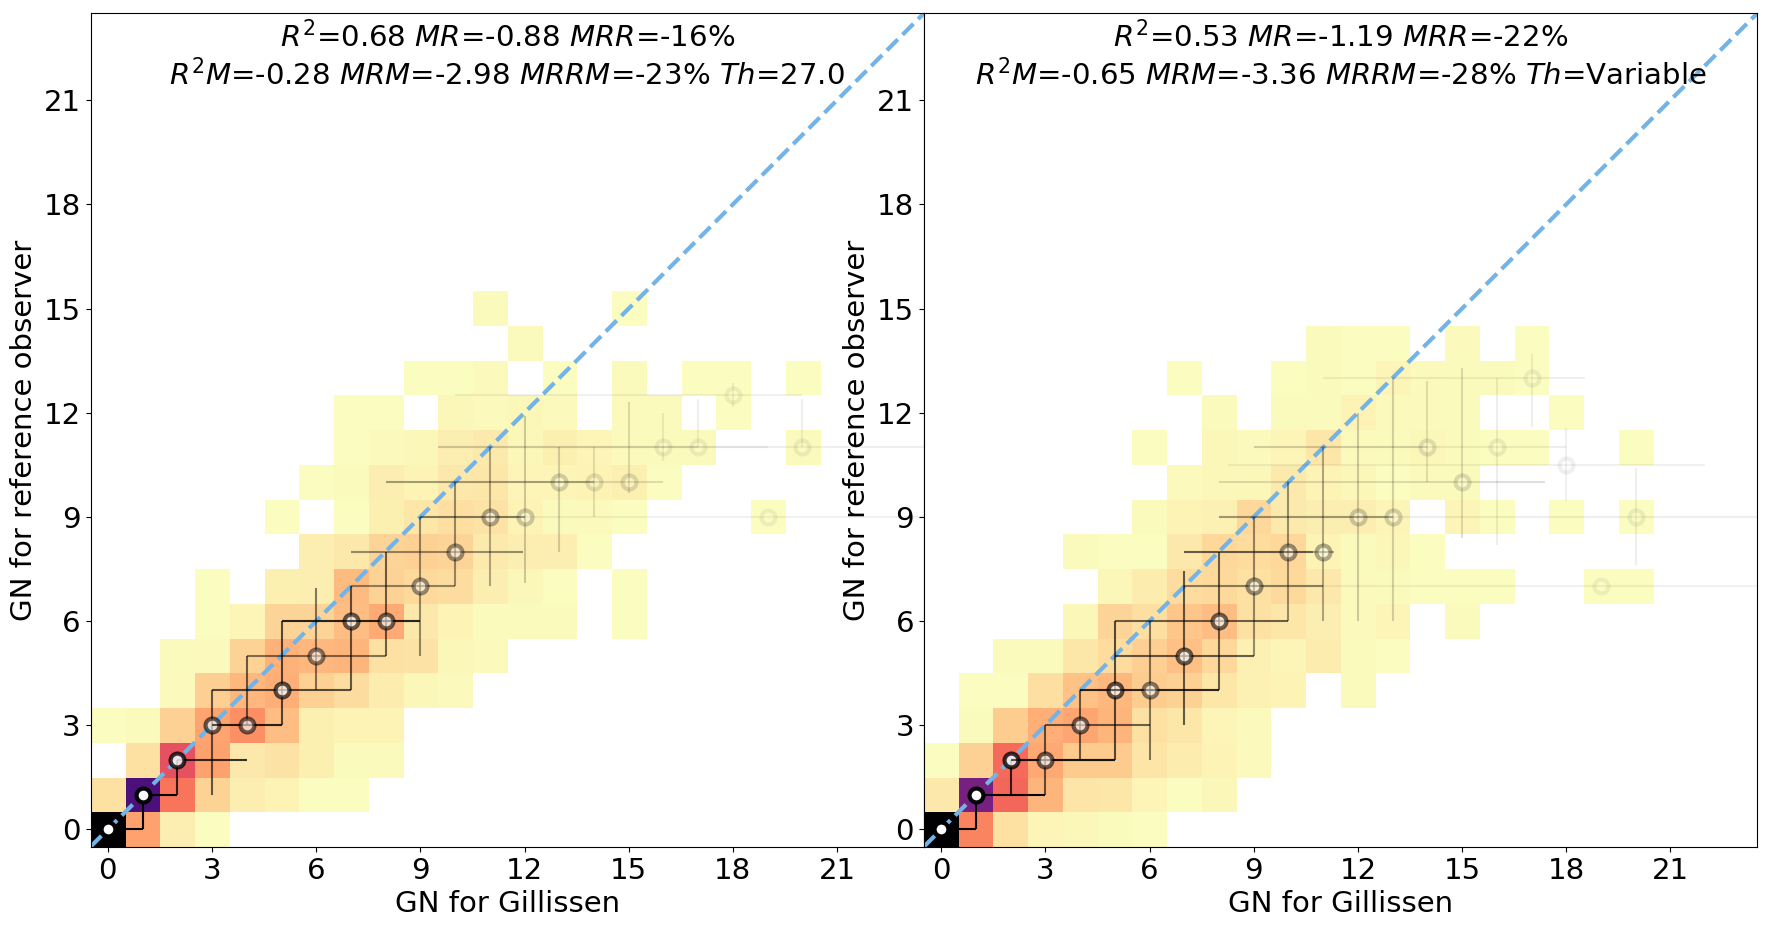 R²=0.68 MR=-0.88 MRR=-16%
R²M=-0.28 MRM=-2.98 MRRM=-23% Th=27.0
21
18
15
12
9
6
3
0
GN for reference observer
0 3 6 9 12 15 18 21
GN for Gillissen
R²=0.53 MR=-1.19 MRR=-22%
R²M=-0.65 MRM=-3.36 MRRM=-28% Th=Variable
21
18
15
12
9
6
3
0
GN for reference observer
0 3 6 9 12 15 18 21
GN for Gillissen